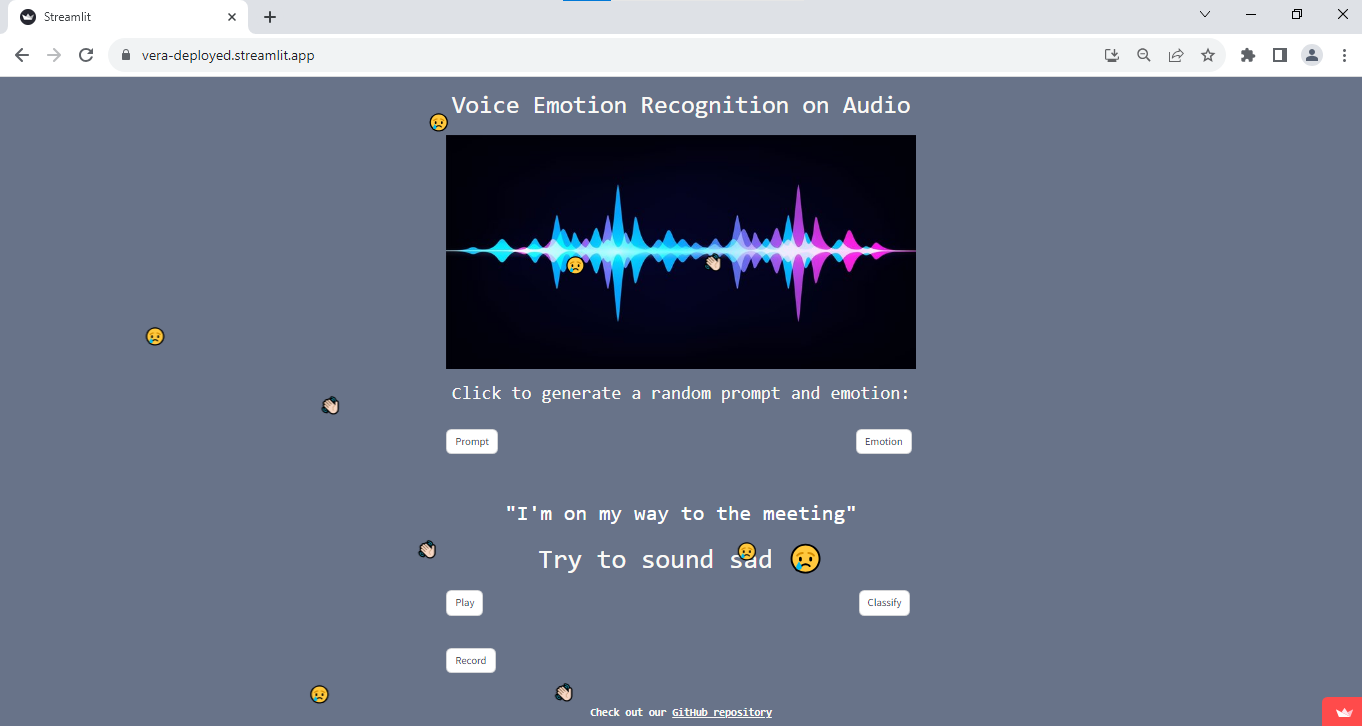 Streamlit
vera-deployed.streamlit.app
Voice Emotion Recognition on Audio
Click to generate a random prompt and emotion:
Prompt
Emotion
"I'm on my way to the meeting"
Try to sound sad
Play
Classify
Record
Check out our GitHub repository